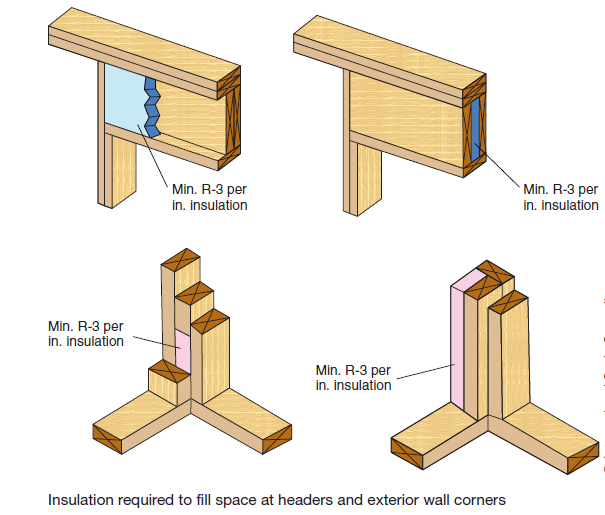 Min. R-3 per
in. insulation
Min. R-3 per
in. insulation
Min. R-3 per
in. insulation
Min. R-3 per
in. insulation
Insulation required to fill space at headers and exterior wall corners